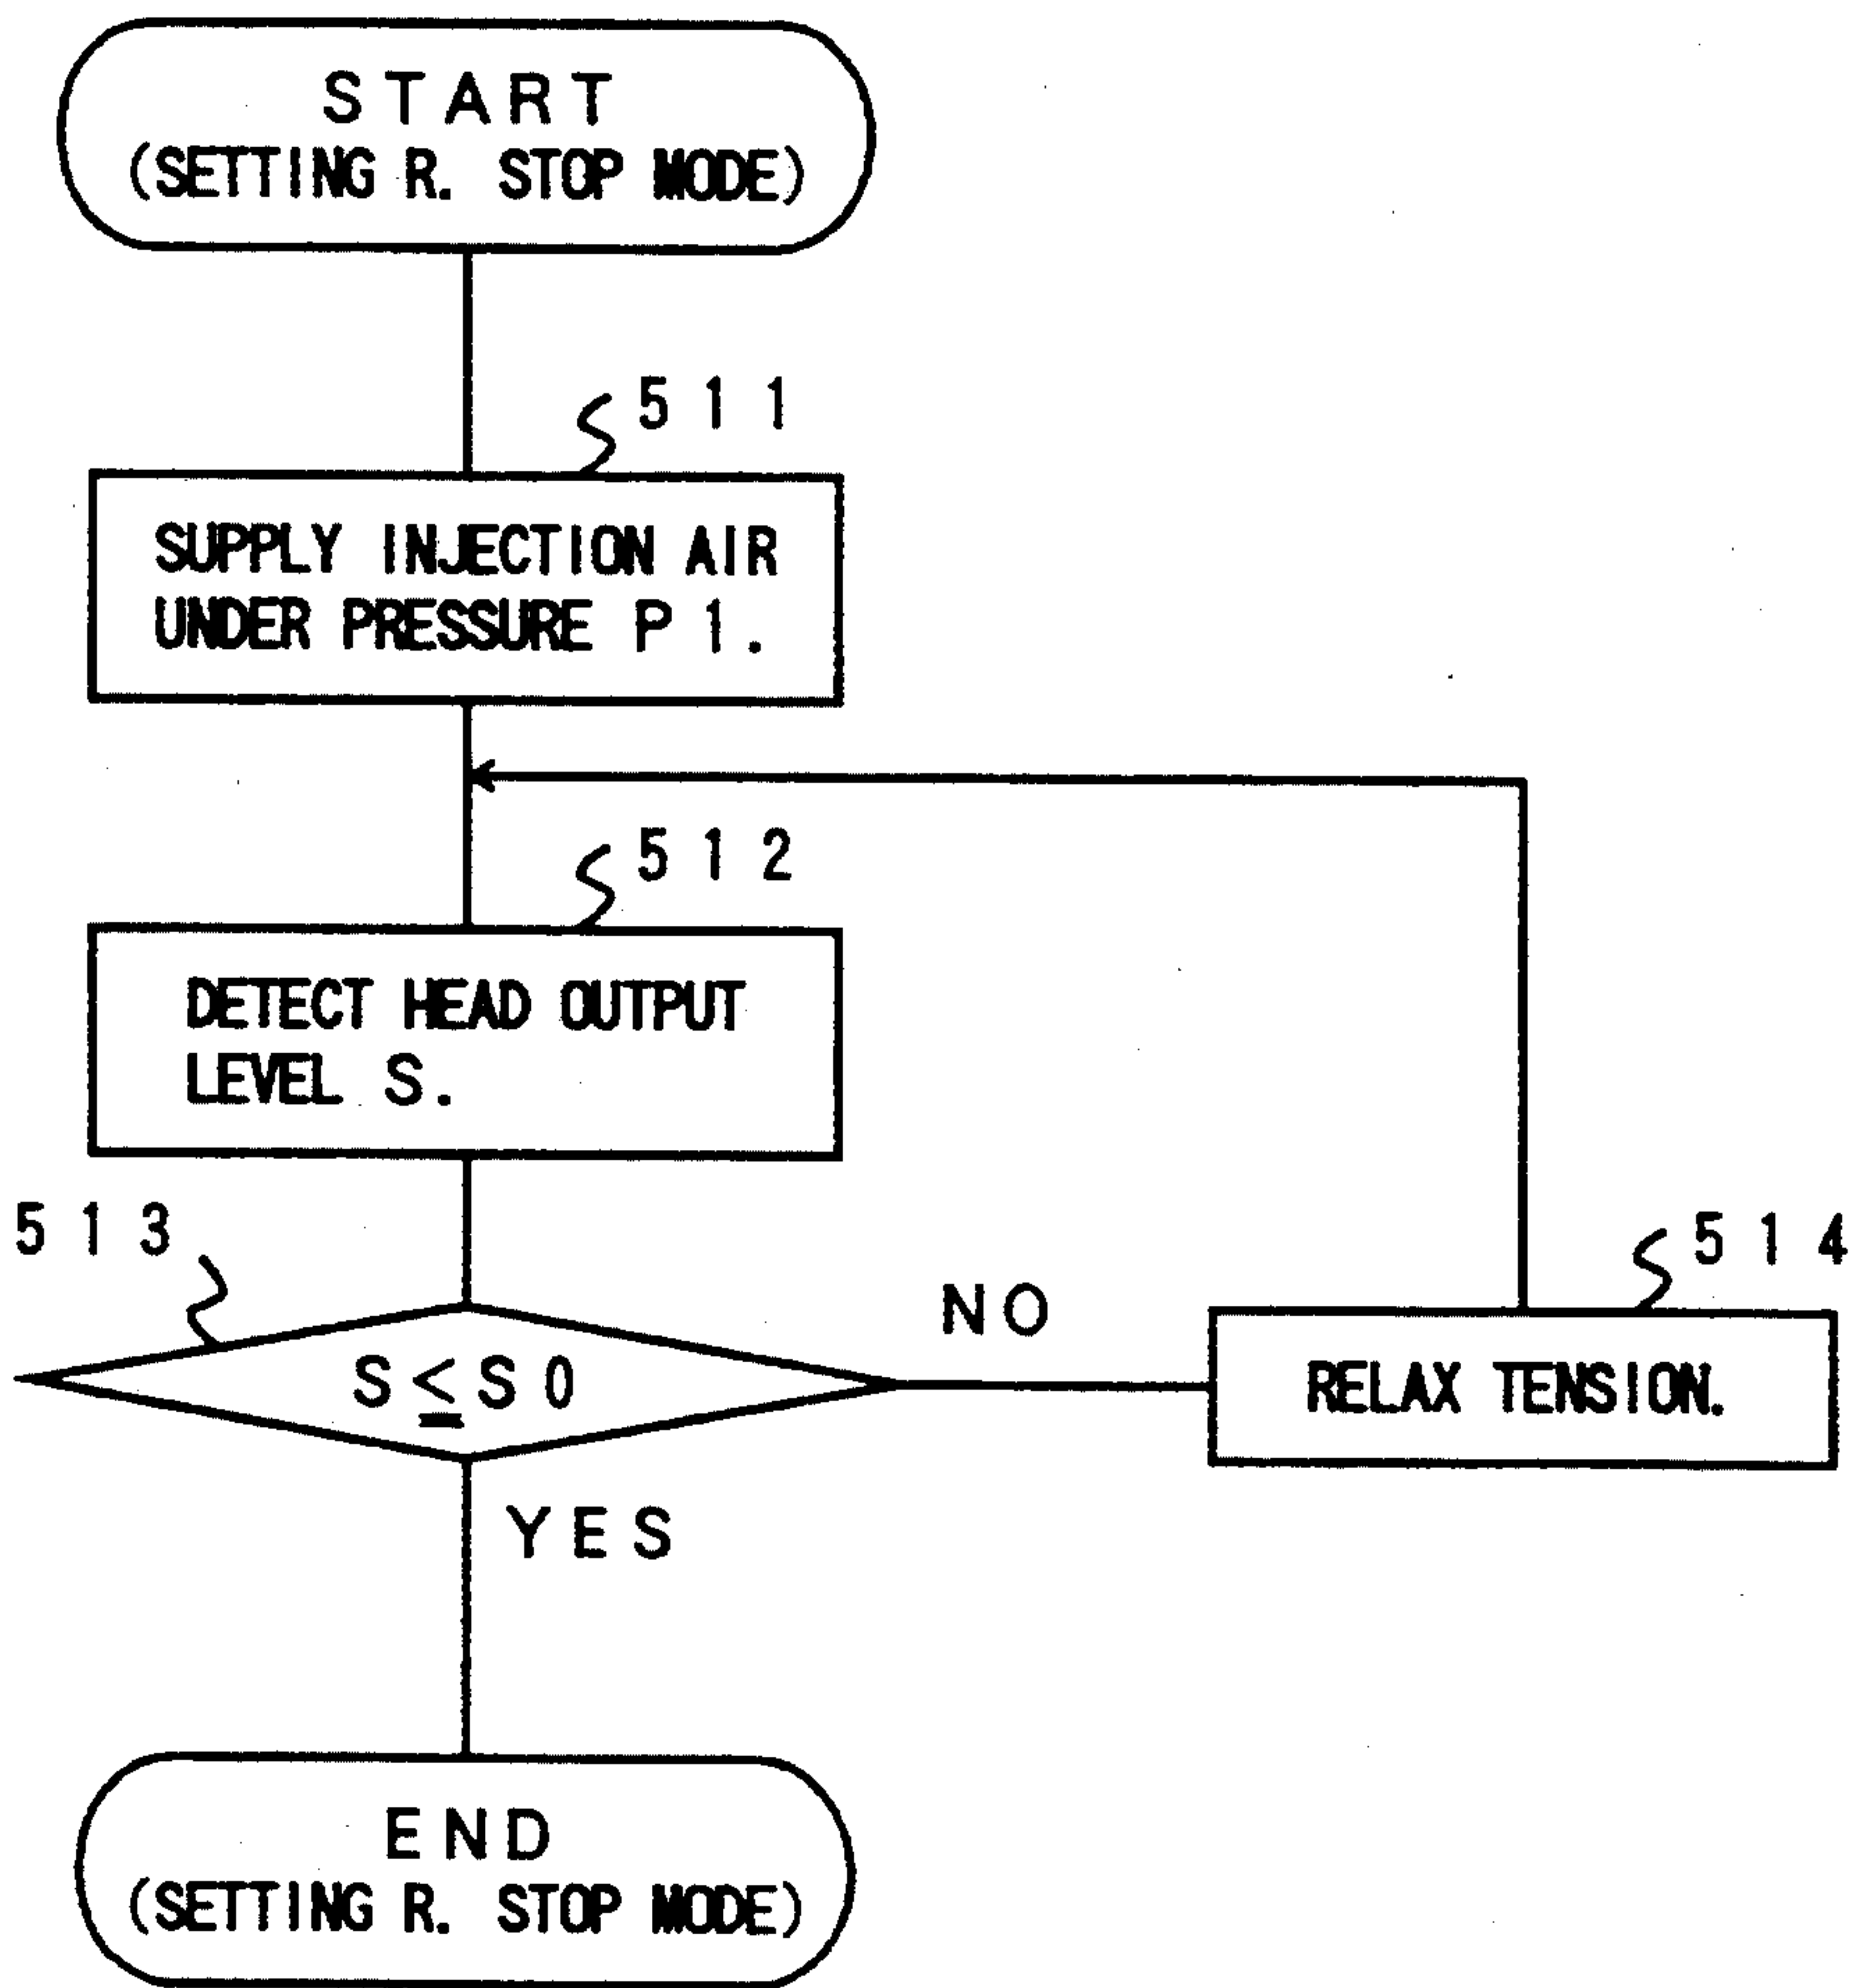 START
(SETTING R. STOP MODE)
511
SUPPLY INJECTION AIR
UNDER PRESSURE P1.
512
DETECT HEAD OUTPUT
LEVEL S.
513
S≦S0
NO
514
RELAX TENSION.
YES
END
(SETTING R. STOP MODE)